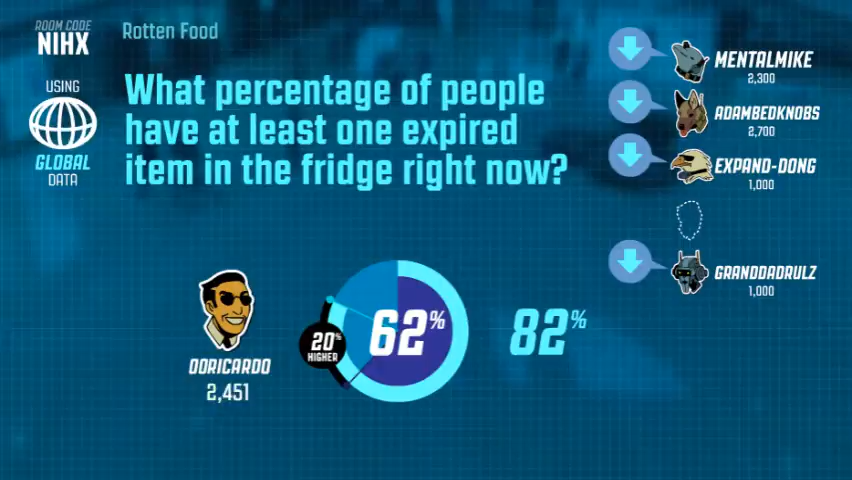 ROOM CODE
NIHX
USING
GLOBAL
DATA
Rotten Food
What percentage of people
have at least one expired
item in the fridge right now?
MENTALMIKE
2,300
ADAMBEDKNOBS
2,700
EXPAND-DONG
1,000
GRANDDADRULZ
1,000
ODRICARDO
2,451
20%
HIGHER
62%
82%